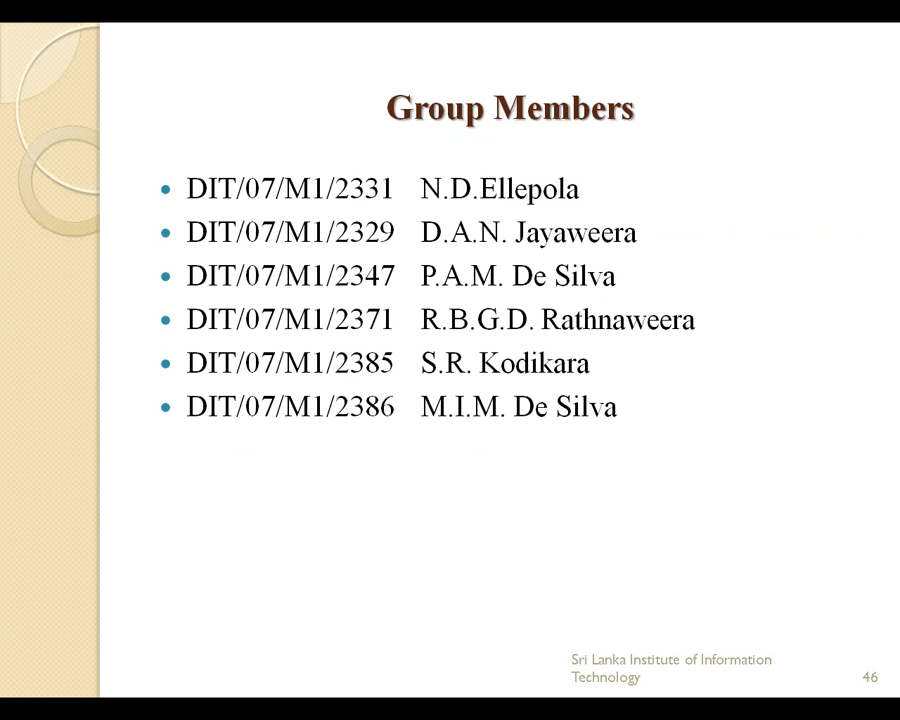 Group Members
• DIT/07/M1/2331 N.D.Ellepola
• DIT/07/M1/2329 D.A.N. Jayaweera
• DIT/07/M1/2347 P.A.M. De Silva
• DIT/07/M1/2371 R.B.G.D. Rathnaweera
• DIT/07/M1/2385 S.R. Kodikara
• DIT/07/M1/2386 M.I.M. De Silva
Sri Lanka Institute of Information
Technology 46